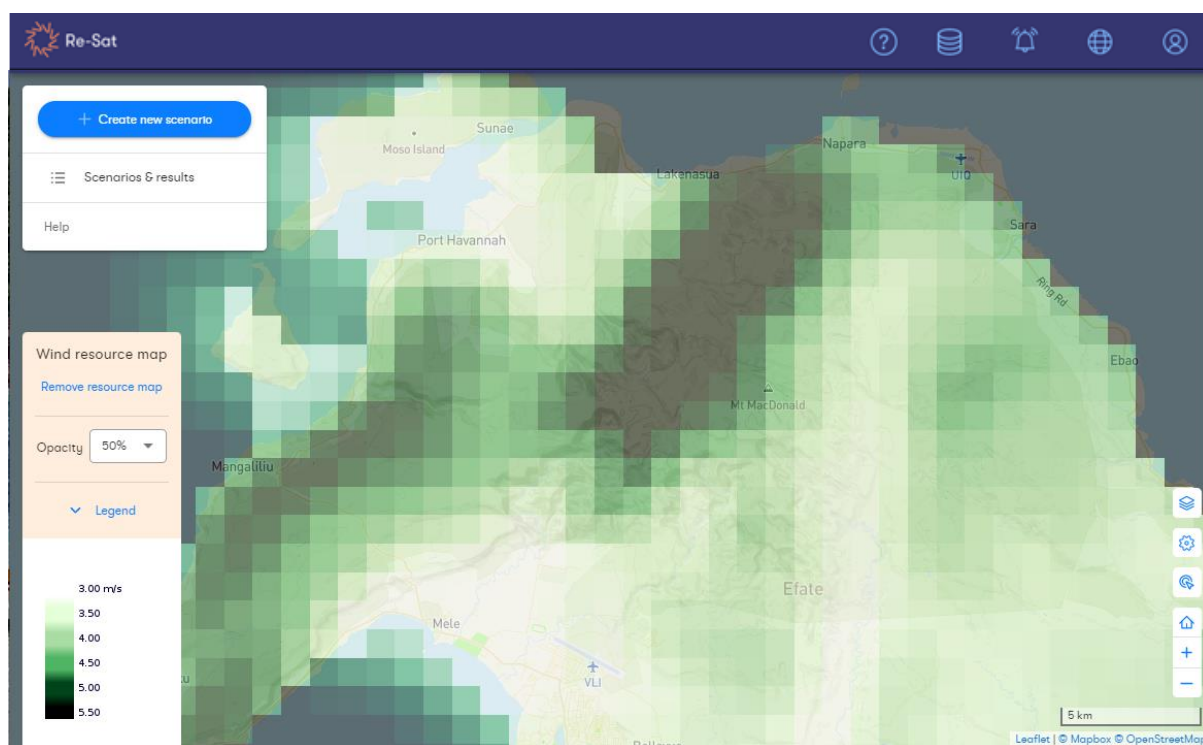 Re-Sat
+ Create new scenario
Scenarios & results
Help
Wind resource map
Remove resource map
Opacity
50%
Legend
3.00 m/s
3.50
4.00
4.50
5.00
5.50
Sunae
Moso Island
Port Havannah
Lakenasua
Napara
UIQ
Sara
Ring Rd
Ebao
Mt MacDonald
Mangaliliu
Efate
Mele
VLI
5 km
Leaflet | © Mapbox © OpenStreetMap